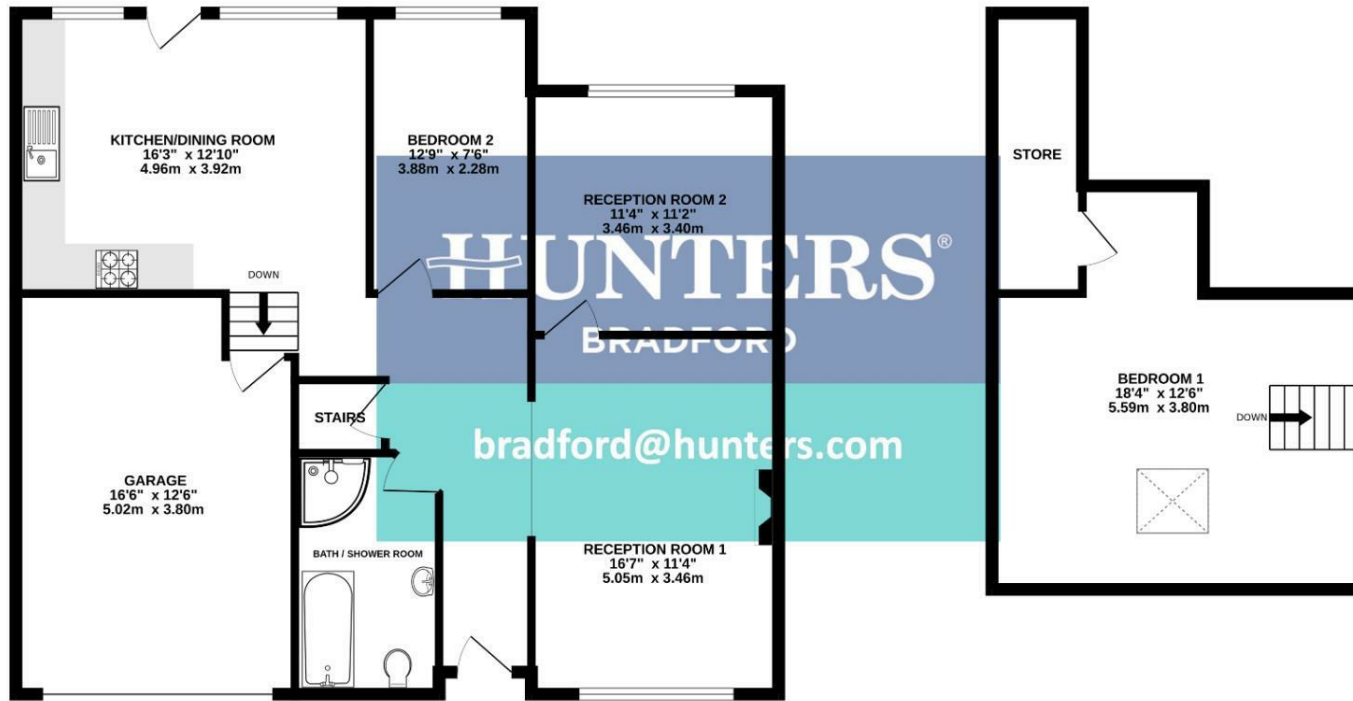 KITCHEN/DINING ROOM
16'3" x 12'10"
4.96m x 3.92m
DOWN
BEDROOM 2
12'9" x 7'6"
3.88m x 2.28m
RECEPTION ROOM 2
11'4" x 11'2"
3.46m x 3.40m
HUNTERS®
BRADFORD
bradford@hunters.com
STAIRS
GARAGE
16'6" x 12'6"
5.02m x 3.80m
BATH / SHOWER ROOM
RECEPTION ROOM 1
16'7" x 11'4"
5.05m x 3.46m
STORE
BEDROOM 1
18'4" x 12'6"
5.59m x 3.80m
DOWN